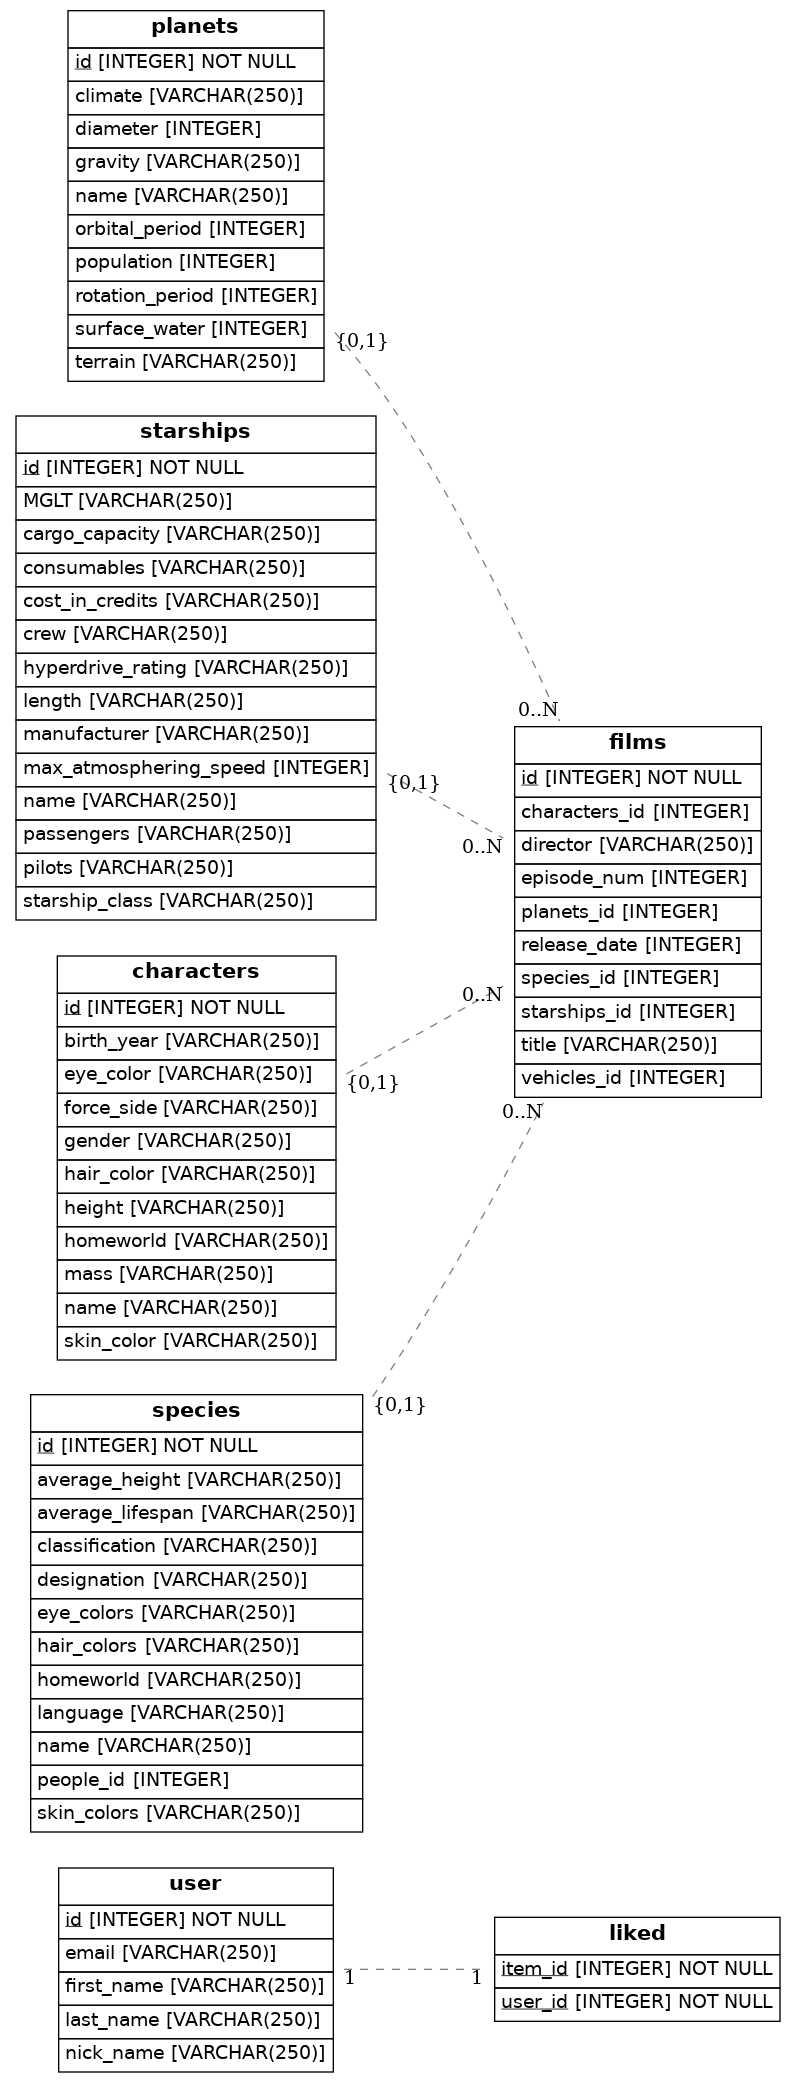 planets
id [INTEGER] NOT NULL
climate [VARCHAR(250)]
diameter [INTEGER]
gravity [VARCHAR(250)]
name [VARCHAR(250)]
orbital_period [INTEGER]
population [INTEGER]
rotation_period [INTEGER]
surface_water [INTEGER]
terrain [VARCHAR(250)]
{0,1}
0..N
starships
id [INTEGER] NOT NULL
MGLT [VARCHAR(250)]
cargo_capacity [VARCHAR(250)]
consumables [VARCHAR(250)]
cost_in_credits [VARCHAR(250)]
crew [VARCHAR(250)]
hyperdrive_rating [VARCHAR(250)]
length [VARCHAR(250)]
manufacturer [VARCHAR(250)]
max_atmosphering_speed [INTEGER]
name [VARCHAR(250)]
passengers [VARCHAR(250)]
pilots [VARCHAR(250)]
starship_class [VARCHAR(250)]
{0,1}
0..N
films
id [INTEGER] NOT NULL
characters_id [INTEGER]
director [VARCHAR(250)]
episode_num [INTEGER]
planets_id [INTEGER]
release_date [INTEGER]
species_id [INTEGER]
starships_id [INTEGER]
title [VARCHAR(250)]
vehicles_id [INTEGER]
characters
id [INTEGER] NOT NULL
birth_year [VARCHAR(250)]
eye_color [VARCHAR(250)]
force_side [VARCHAR(250)]
gender [VARCHAR(250)]
hair_color [VARCHAR(250)]
height [VARCHAR(250)]
homeworld [VARCHAR(250)]
mass [VARCHAR(250)]
name [VARCHAR(250)]
skin_color [VARCHAR(250)]
0..N
{0,1}
0..N
{0,1}
species
id [INTEGER] NOT NULL
average_height [VARCHAR(250)]
average_lifespan [VARCHAR(250)]
classification [VARCHAR(250)]
designation [VARCHAR(250)]
eye_colors [VARCHAR(250)]
hair_colors [VARCHAR(250)]
homeworld [VARCHAR(250)]
language [VARCHAR(250)]
name [VARCHAR(250)]
people_id [INTEGER]
skin_colors [VARCHAR(250)]
user
id [INTEGER] NOT NULL
email [VARCHAR(250)]
first_name [VARCHAR(250)]
last_name [VARCHAR(250)]
nick_name [VARCHAR(250)]
1
1
liked
item_id [INTEGER] NOT NULL
user_id [INTEGER] NOT NULL